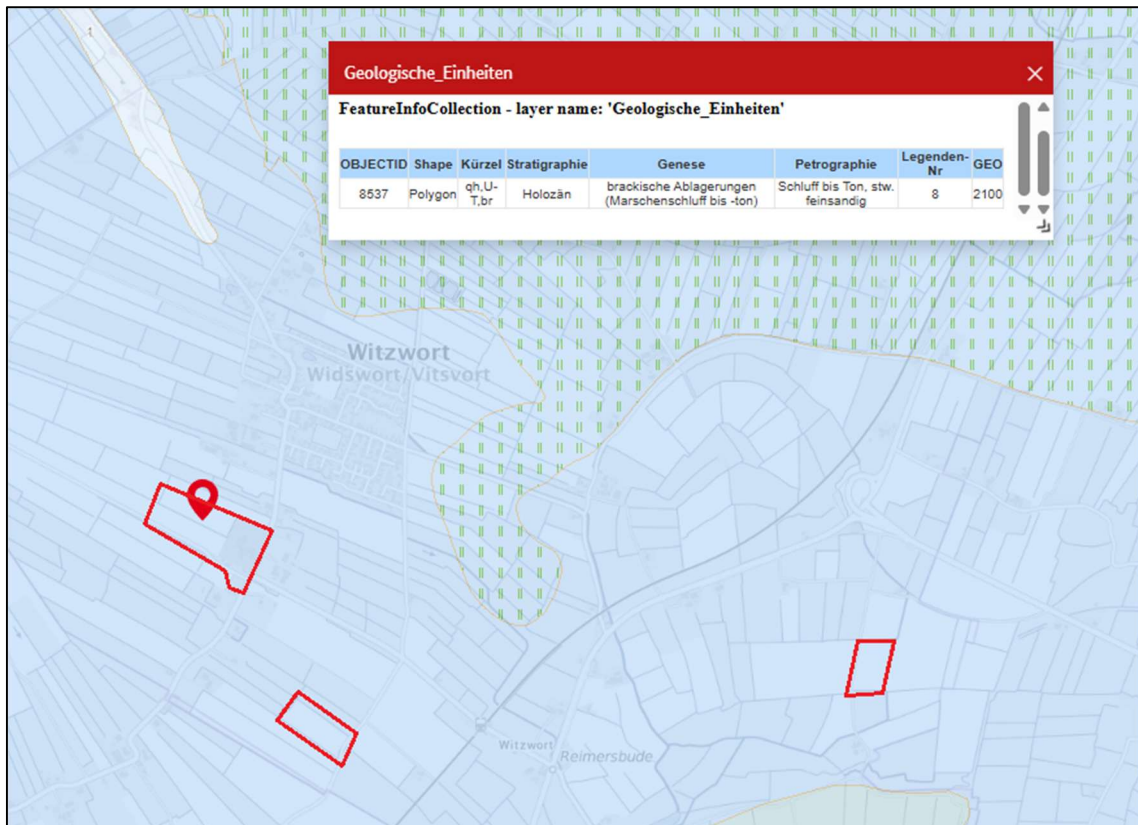 1
Geologische_Einheiten
FeatureInfoCollection - layer name: 'Geologische_Einheiten'
OBJECTID Shape Kürzel Stratigraphie Genese Petrographie Legenden-Nr GEO
8537 Polygon qh,U-T,br Holozän brackische Ablagerungen (Marschenschluff bis -ton) Schluff bis Ton, stw. feinsandig 8 2100
Witzwort
Widswort/Vitsvort
Witzwort
Reimersbude